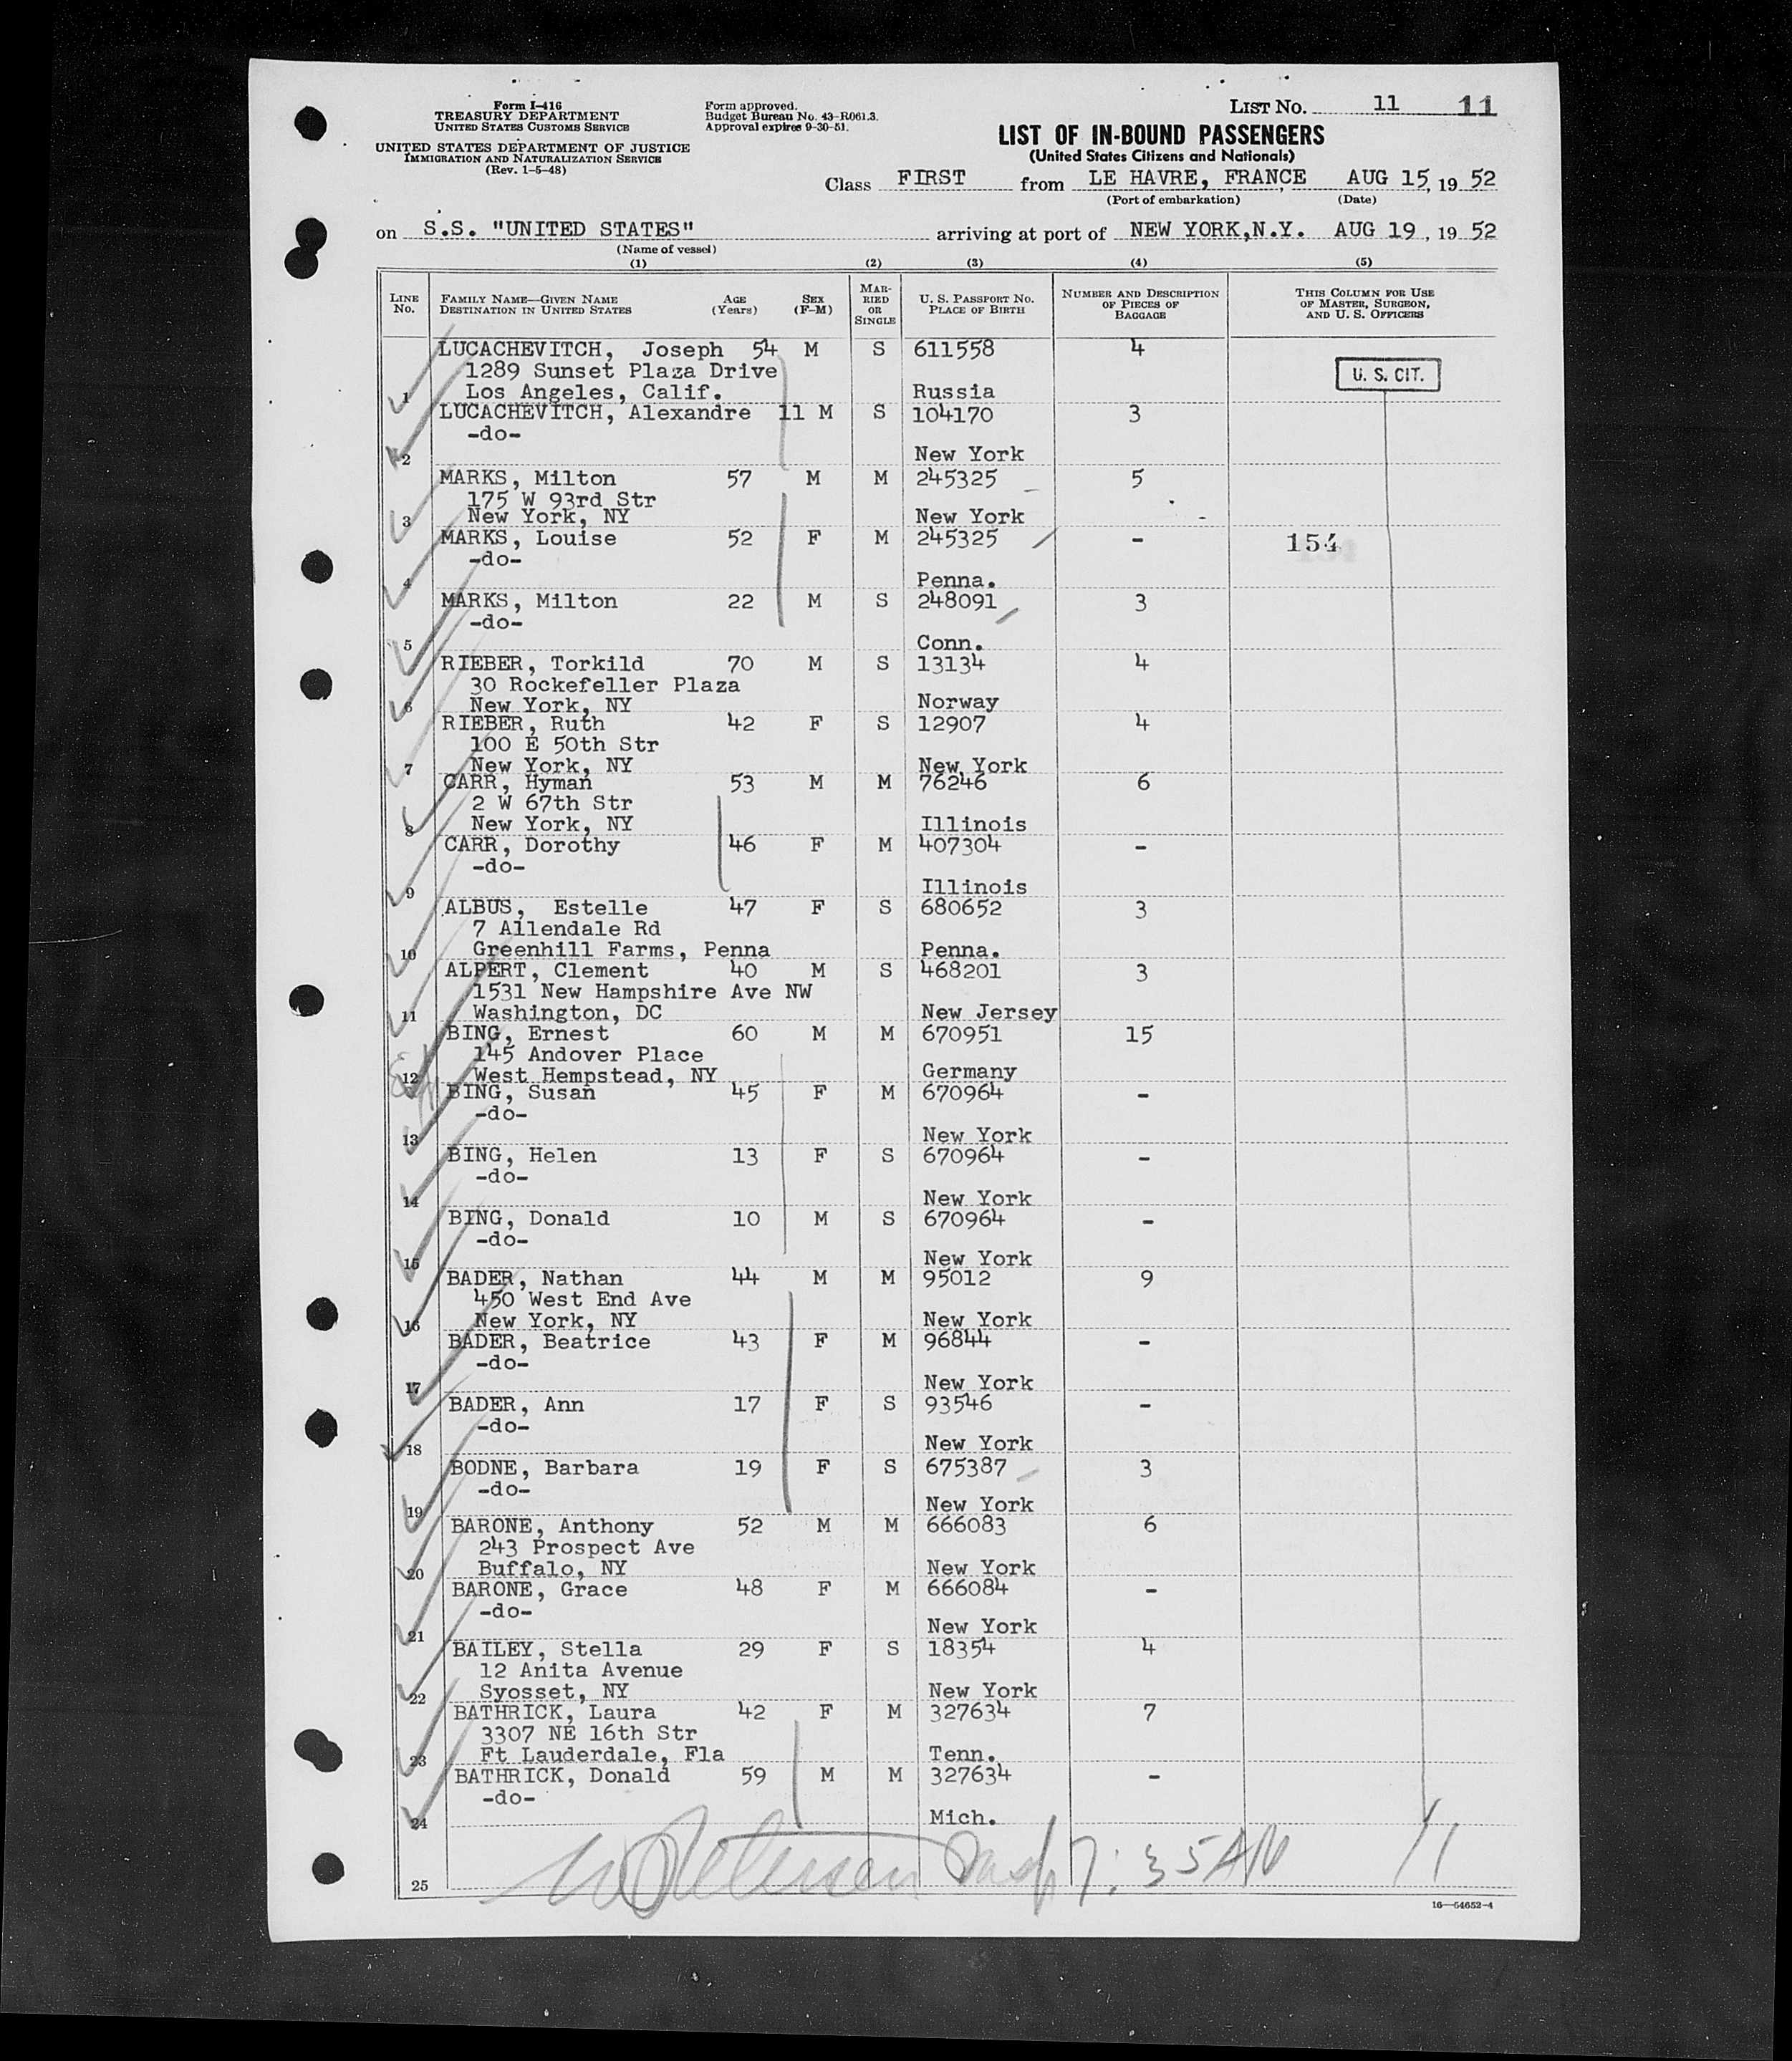 Form I-416
TREASURY DEPARTMENT
UNITED STATES CUSTOMS SERVICE
UNITED STATES DEPARTMENT OF JUSTICE
IMMIGRATION AND NATURALIZATION SERVICE
(Rev. 1-5-48)
Form approved.
Budget Bureau No. 43-R061.3.
Approval expires 9-30-51.
LIST NO. 11 11
LIST OF IN-BOUND PASSENGERS
(United States Citizens and Nationals)
Class FIRST from LE HAVRE, FRANCE AUG 15, 19 52
(Port of embarkation) (Date)
on S.S. "UNITED STATES" arriving at port of NEW YORK,N.Y. AUG 19, 19 52
(Name of vessel)
(1) (2) (3) (4) (5)
LINE NO. FAMILY NAME—GIVEN NAME DESTINATION IN UNITED STATES AGE (Years) SEX (F-M) MARRIED OR SINGLE U. S. PASSPORT NO. PLACE OF BIRTH NUMBER AND DESCRIPTION OF PIECES OF BAGGAGE THIS COLUMN FOR USE OF MASTER, SURGEON, AND U. S. OFFICERS
LUCACHEVITCH, Joseph 54 M S 611558 4
1289 Sunset Plaza Drive U. S. CIT.
1 Los Angeles, Calif. Russia
LUCACHEVITCH, Alexandre 11 M S 104170 3
-do-
2 New York
MARKS, Milton 57 M M 245325 5
175 W 93rd Str
3 New York, NY New York
MARKS, Louise 52 F M 245325 - 154
-do-
4 Penna.
MARKS, Milton 22 M S 248091 3
-do-
5 Conn.
RIEBER, Torkild 70 M S 13134 4
30 Rockefeller Plaza
6 New York, NY Norway
RIEBER, Ruth 42 F S 12907 4
100 E 50th Str
7 New York, NY New York
CARR, Hyman 53 M M 76246 6
2 W 67th Str
8 New York, NY Illinois
CARR, Dorothy 46 F M 407304 -
-do-
9 Illinois
ALBUS, Estelle 47 F S 680652 3
7 Allendale Rd
10 Greenhill Farms, Penna Penna.
ALPERT, Clement 40 M S 468201 3
1531 New Hampshire Ave NW
11 Washington, DC New Jersey
BING, Ernest 60 M M 670951 15
145 Andover Place
12 West Hempstead, NY Germany
BING, Susan 45 F M 670964 -
-do-
13 New York
BING, Helen 13 F S 670964 -
-do-
14 New York
BING, Donald 10 M S 670964 -
-do-
15 New York
BADER, Nathan 44 M M 95012 9
450 West End Ave
16 New York, NY New York
BADER, Beatrice 43 F M 96844 -
-do-
17 New York
BADER, Ann 17 F S 93546 -
-do-
18 New York
BODNE, Barbara 19 F S 675387 3
-do-
19 New York
BARONE, Anthony 52 M M 666083 6
243 Prospect Ave
20 Buffalo, NY New York
BARONE, Grace 48 F M 666084 -
-do-
21 New York
BAILEY, Stella 29 F S 18354 4
12 Anita Avenue
22 Syosset, NY New York
BATHRICK, Laura 42 F M 327634 7
3307 NE 16th Str
23 Ft Lauderdale, Fla Tenn.
BATHRICK, Donald 59 M M 327634 -
-do-
24 Mich.
7:35AM 11
25
16—54652-4